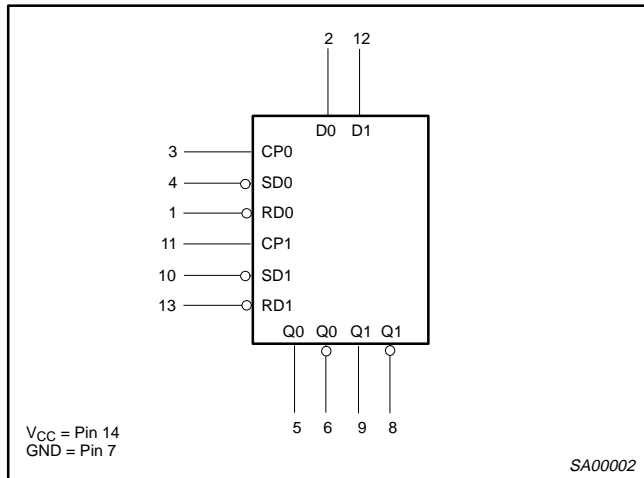 2 12
D0 D1
3 CP0
4 SD0
1 RD0
11 CP1
10 SD1
13 RD1
Q0 Q0 Q1 Q1
5 6 9 8
VCC = Pin 14
GND = Pin 7
SA00002